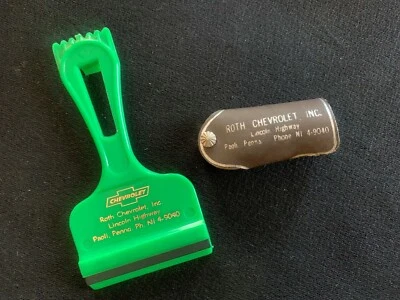 CHEVROLET
Roth Chevrolet, Inc.
Lincoln Highway
Paoli, Penna. Ph. NI 4-9040
ROTH CHEVROLET, INC.
Lincoln Highway
Paoli, Penna. Phone NI 4-9040